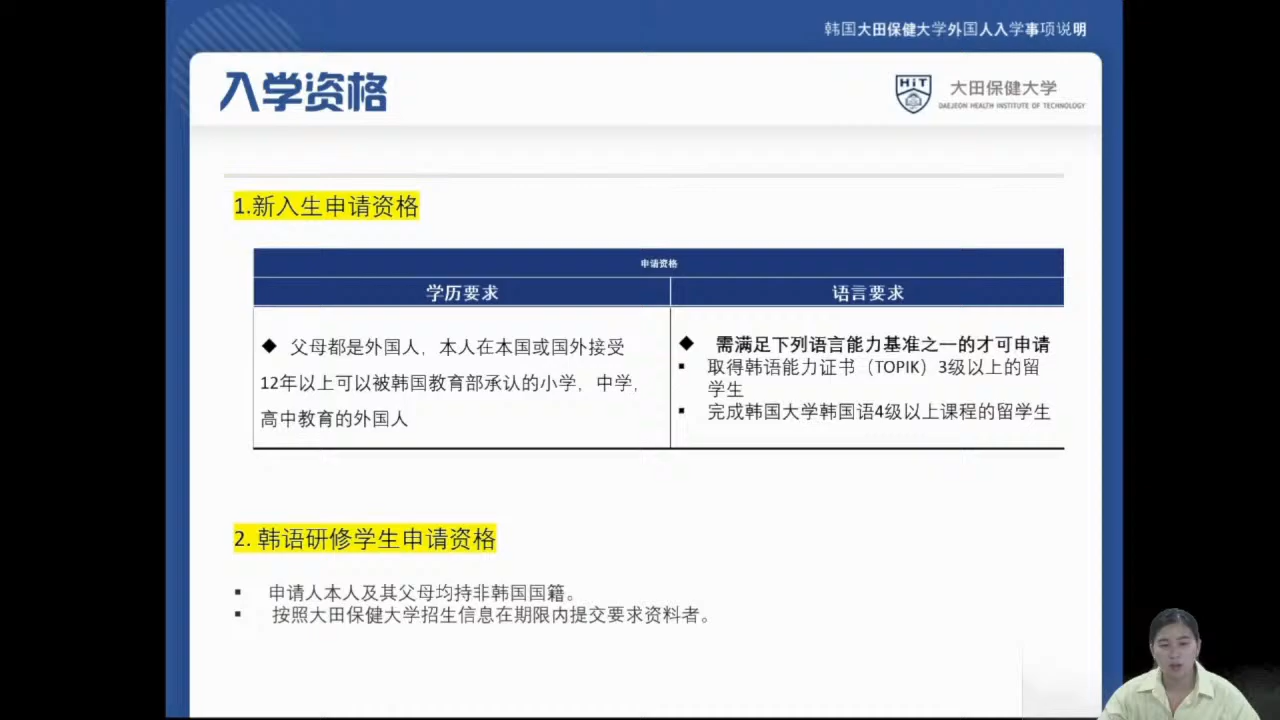 韩国大田保健大学外国人入学事项说明
入学资格
HiT
大田保健大学
DAEJEON HEALTH INSTITUTE OF TECHNOLOGY
1.新入生申请资格
申请资格
学历要求
语言要求
◆ 父母都是外国人，本人在本国或国外接受
12年以上可以被韩国教育部承认的小学，中学，
高中教育的外国人
◆ 需满足下列语言能力基准之一的才可申请
▪ 取得韩语能力证书（TOPIK）3级以上的留
学生
▪ 完成韩国大学韩国语4级以上课程的留学生
2. 韩语研修学生申请资格
▪ 申请人本人及其父母均持非韩国国籍。
▪ 按照大田保健大学招生信息在期限内提交要求资料者。